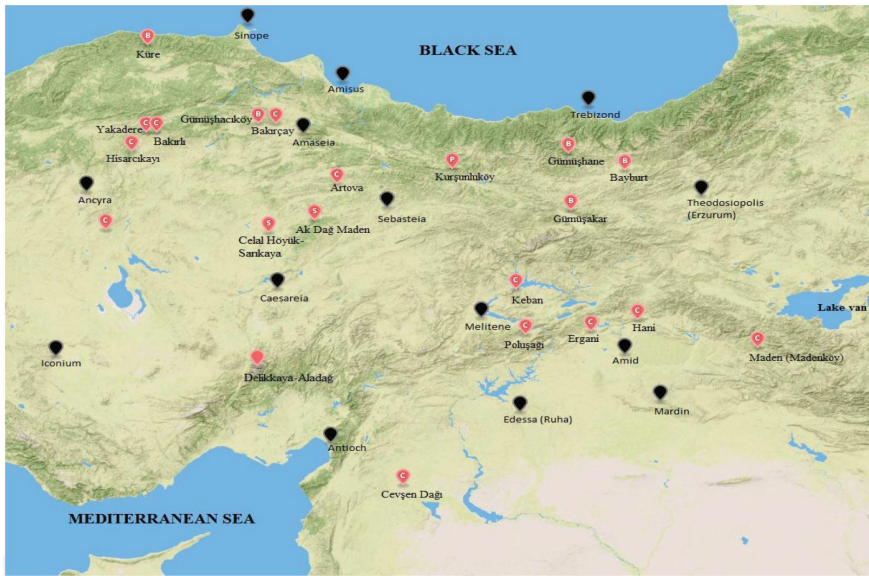 B
Sinope
Küre
BLACK SEA
Amisus
Trebizond
C
C
Yakadere
Bakırlı
Gümüşhacıköy
B
C
Bakırçay
Amaseia
C
Hisarcıkayı
B
Gümüşhane
P
Kurşunluköy
B
Bayburt
C
Artova
Ancyra
Sebasteia
Theodosiopolis
(Erzurum)
B
Gümüşakar
C
S
Celal Höyük-
Sarıkaya
S
Ak Dağ Maden
Caesareia
C
Keban
Melitene
C
Poluşağı
C
Ergani
C
Hani
Lake van
Amid
C
Maden (Madenköy)
Iconium
Delikkaya-Aladağ
Edessa (Ruha)
Mardin
Antioch
C
Cevşen Dağı
MEDITERRANEAN SEA